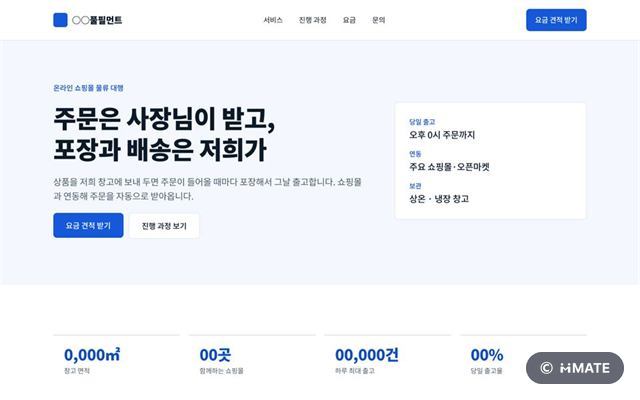 ○○풀필먼트
서비스 진행 과정 요금 문의
요금 견적 받기
온라인 쇼핑몰 물류 대행
주문은 사장님이 받고,
포장과 배송은 저희가
상품을 저희 창고에 보내 두면 주문이 들어올 때마다 포장해서 그날 출고합니다. 쇼핑몰
과 연동해 주문을 자동으로 받아옵니다.
요금 견적 받기
진행 과정 보기
당일 출고
오후 0시 주문까지
연동
주요 쇼핑몰·오픈마켓
보관
상온 · 냉장 창고
0,000㎡
창고 면적
00곳
함께하는 쇼핑몰
00,000건
하루 최대 출고
00%
당일 출고율
© MMATE